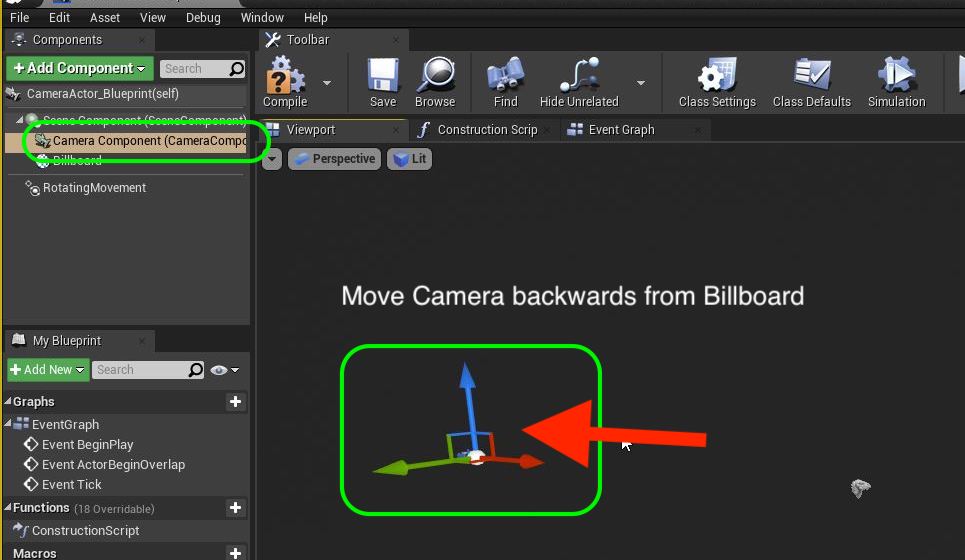 File Edit Asset View Debug Window Help
Components
Toolbar
+ Add Component
Search
Compile
Save
Browse
Find
Hide Unrelated
Class Settings
Class Defaults
Simulation
CameraActor_Blueprint(self)
Scene Component (SceneComponent)
Camera Component (CameraCompo
Billboard
RotatingMovement
Viewport
Construction Scrip
Event Graph
Perspective
Lit
Move Camera backwards from Billboard
My Blueprint
+ Add New
Search
Graphs
EventGraph
Event BeginPlay
Event ActorBeginOverlap
Event Tick
Functions (18 Overridable)
ConstructionScript
Macros